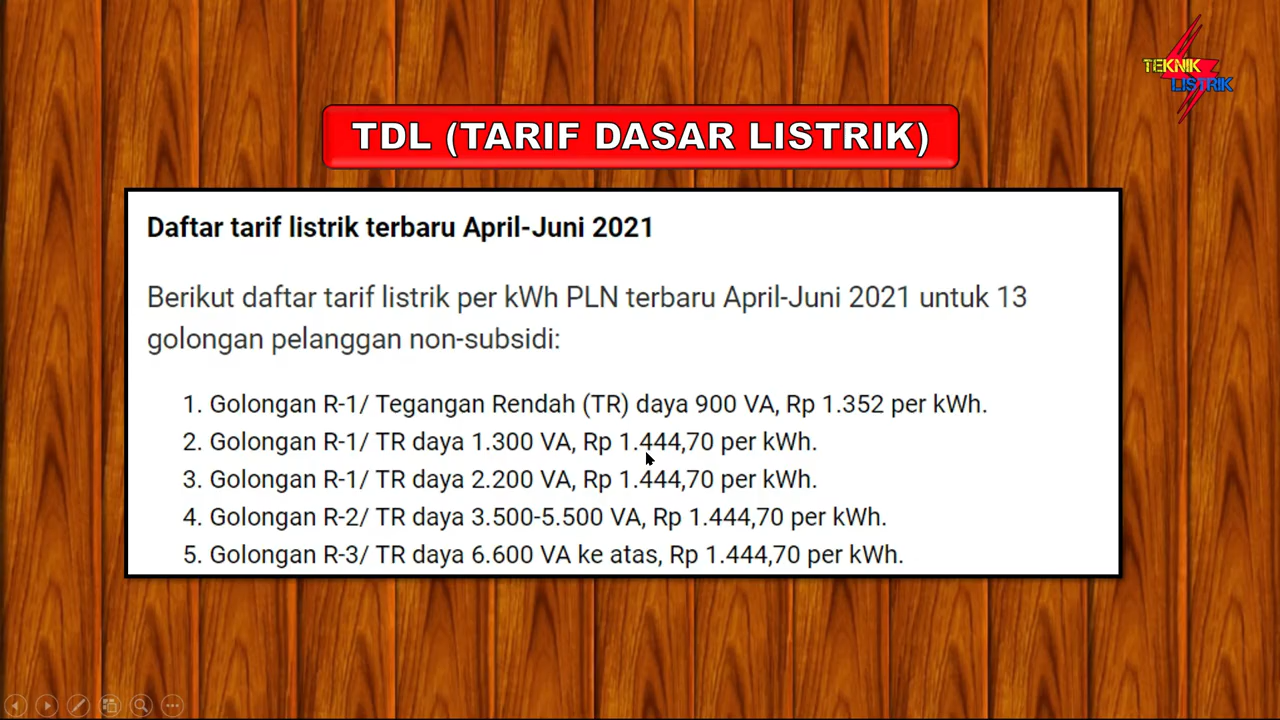 TEKNIK
LISTRIK
TDL (TARIF DASAR LISTRIK)
Daftar tarif listrik terbaru April-Juni 2021
Berikut daftar tarif listrik per kWh PLN terbaru April-Juni 2021 untuk 13
golongan pelanggan non-subsidi:
1. Golongan R-1/ Tegangan Rendah (TR) daya 900 VA, Rp 1.352 per kWh.
2. Golongan R-1/ TR daya 1.300 VA, Rp 1.444,70 per kWh.
3. Golongan R-1/ TR daya 2.200 VA, Rp 1.444,70 per kWh.
4. Golongan R-2/ TR daya 3.500-5.500 VA, Rp 1.444,70 per kWh.
5. Golongan R-3/ TR daya 6.600 VA ke atas, Rp 1.444,70 per kWh.